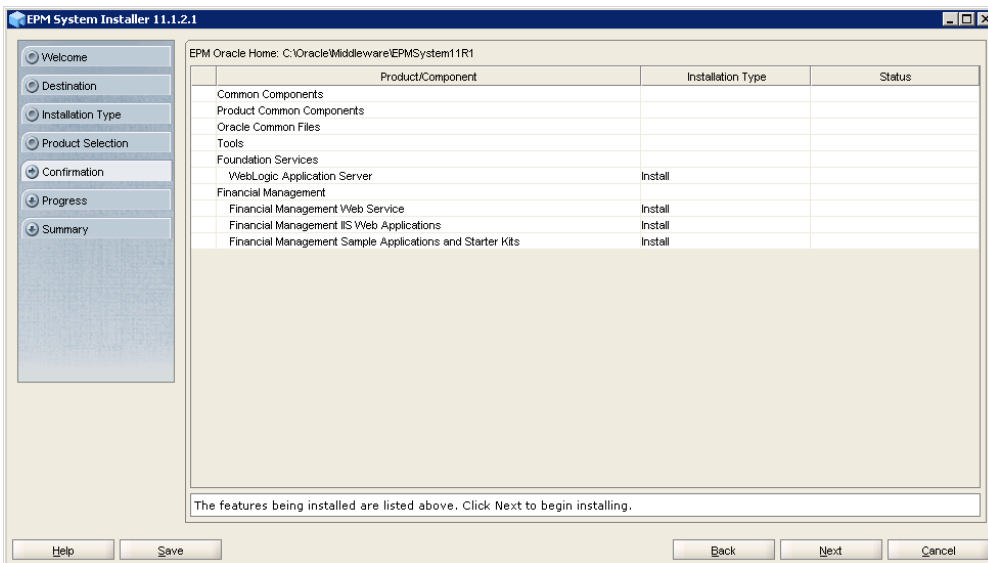 EPM System Installer 11.1.2.1
Welcome
Destination
Installation Type
Product Selection
Confirmation
Progress
Summary
EPM Oracle Home: C:\Oracle\Middleware\EPMSystem11R1
Product/Component Installation Type Status
Common Components
Product Common Components
Oracle Common Files
Tools
Foundation Services
WebLogic Application Server Install
Financial Management
Financial Management Web Service Install
Financial Management IIS Web Applications Install
Financial Management Sample Applications and Starter Kits Install
The features being installed are listed above. Click Next to begin installing.
Help Save Back Next Cancel